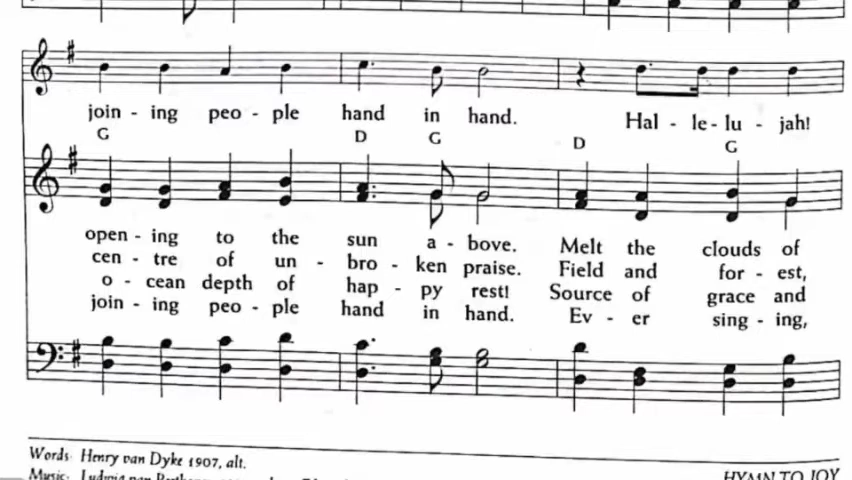 join - ing peo - ple hand in hand. Hal - le - lu - jah!
G D G D G
open - ing to the sun a - bove. Melt the clouds of
cen - tre of un - bro - ken praise. Field and for - est,
o - cean depth of hap - py rest! Source of grace and
join - ing peo - ple hand in hand. Ev - er sing - ing,
Words: Henry van Dyke 1907, alt.
Music: Ludwig van
HYMN TO JOY